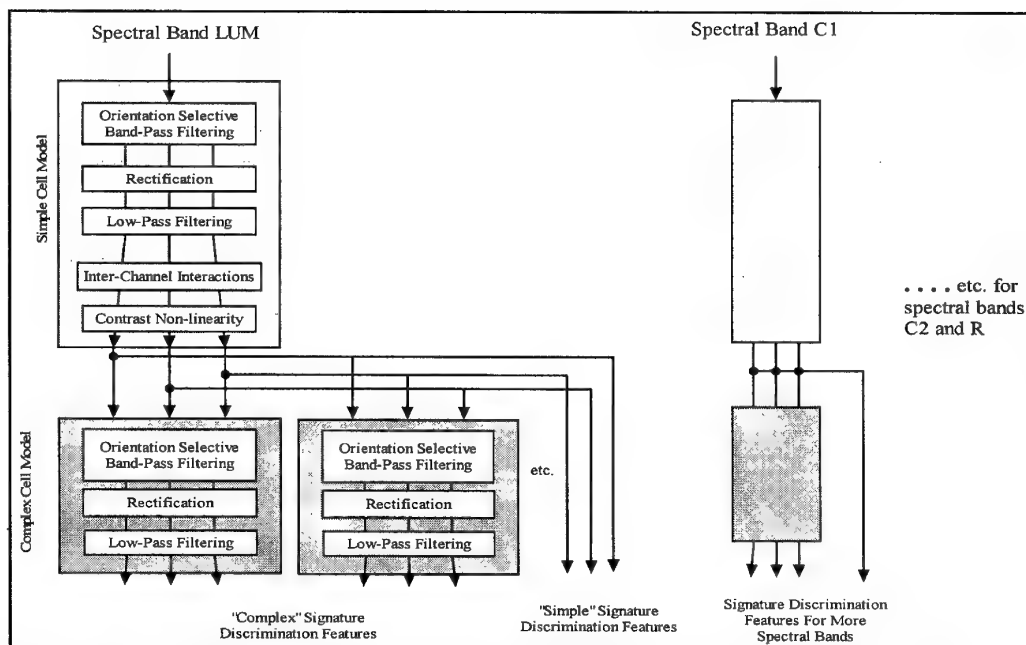 Spectral Band LUM
Spectral Band C1
Simple Cell Model
Orientation Selective
Band-Pass Filtering
Rectification
Low-Pass Filtering
Inter-Channel Interactions
Contrast Non-linearity
. . . . etc. for
spectral bands
C2 and R
Complex Cell Model
Orientation Selective
Band-Pass Filtering
Rectification
Low-Pass Filtering
Orientation Selective
Band-Pass Filtering
Rectification
Low-Pass Filtering
etc.
"Complex" Signature
Discrimination Features
"Simple" Signature
Discrimination Features
Signature Discrimination
Features For More
Spectral Bands